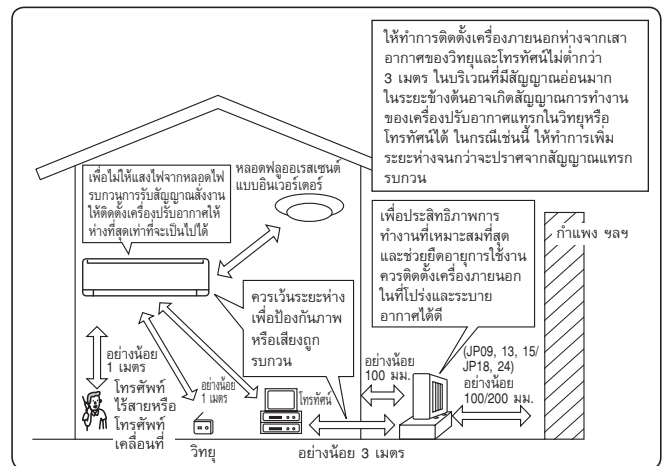 ให้ทำการติดตั้งเครื่องภายนอกห่างจากเสา
อากาศของวิทยุและโทรทัศน์ไม่ต่ำกว่า
3 เมตร ในบริเวณที่มีสัญญาณอ่อนมาก
ในระยะข้างต้นอาจเกิดสัญญาณการทำงาน
ของเครื่องปรับอากาศแทรกในวิทยุหรือ
โทรทัศน์ได้ ในกรณีเช่นนี้ ให้ทำการเพิ่ม
ระยะห่างจนกว่าจะปราศจากสัญญาณแทรก
รบกวน
เพื่อไม่ให้แสงไฟจากหลอดไฟ
รบกวนการรับสัญญาณสั่งงาน
ให้ติดตั้งเครื่องปรับอากาศให้
ห่างที่สุดเท่าที่จะเป็นไปได้
หลอดฟลูออเรสเซนต์
แบบอินเวอร์เตอร์
เพื่อประสิทธิภาพการ
ทำงานที่เหมาะสมที่สุด
และช่วยยืดอายุการใช้งาน
ควรติดตั้งเครื่องภายนอก
ในที่โปร่งและระบาย
อากาศได้ดี
กำแพง ฯลฯ
ควรเว้นระยะห่าง
เพื่อป้องกันภาพ
หรือเสียงถูก
รบกวน
อย่างน้อย
1 เมตร
โทรศัพท์
ไร้สายหรือ
โทรศัพท์
เคลื่อนที่
อย่างน้อย
1 เมตร
วิทยุ
โทรทัศน์
อย่างน้อย 3 เมตร
อย่างน้อย
100 มม.
(JP09, 13, 15/
JP18, 24)
อย่างน้อย
100/200 มม.